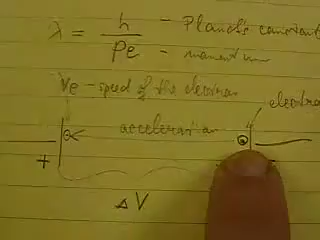 λ = h / Pe
- Planck's constant
- momentum
Ve - speed of the electron
electron
acceleration
+
ΔV